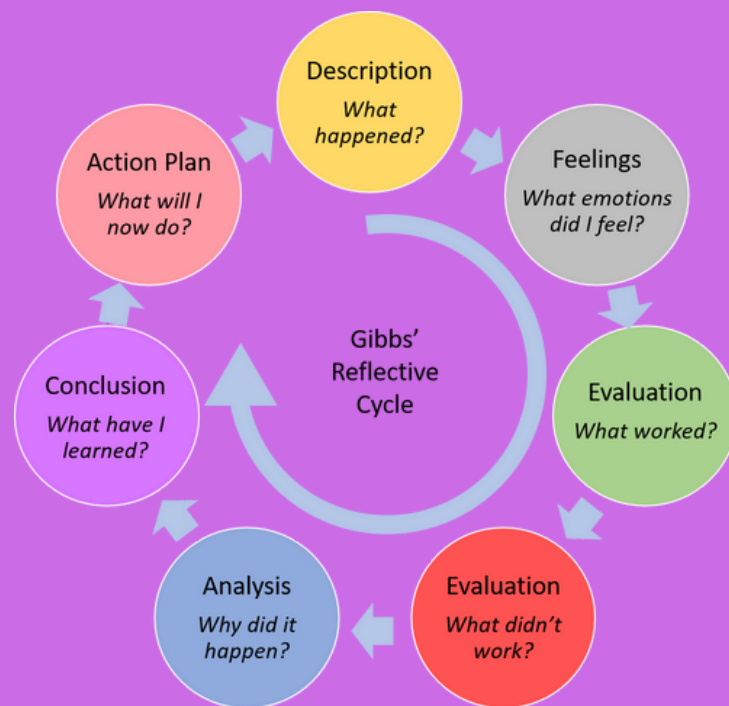 Description
What
happened?
Feelings
What emotions
did I feel?
Evaluation
What worked?
Evaluation
What didn't
work?
Analysis
Why did it
happen?
Conclusion
What have I
learned?
Action Plan
What will I
now do?
Gibbs'
Reflective
Cycle